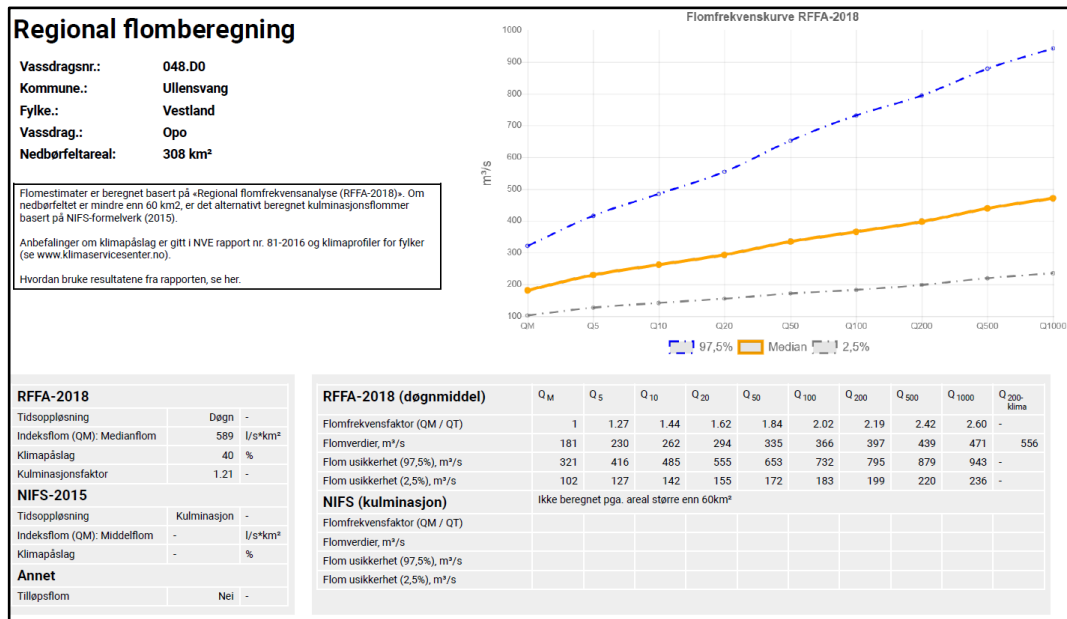 Regional flomberegning
Vassdragsnr.: 048.D0
Kommune.: Ullensvang
Fylke.: Vestland
Vassdrag.: Opo
Nedbørfeltareal: 308 km²
Flomestimater er beregnet basert på «Regional flomfrekvensanalyse (RFFA-2018)». Om
nedbørfeltet er mindre enn 60 km2, er det alternativt beregnet kulminasjonsflommer
basert på NIFS-formelverk (2015).
Anbefalinger om klimapåslag er gitt i NVE rapport nr. 81-2016 og klimaprofiler for fylker
(se www.klimaservicesenter.no).
Hvordan bruke resultatene fra rapporten, se her.
Flomfrekvenskurve RFFA-2018
m³/s
1000
900
800
700
600
500
400
300
200
100
QM Q5 Q10 Q20 Q50 Q100 Q200 Q500 Q1000
97,5% Median 2,5%
RFFA-2018
Tidsoppløsning Døgn -
Indeksflom (QM): Medianflom 589 l/s*km²
Klimapåslag 40 %
Kulminasjonsfaktor 1.21 -
NIFS-2015
Tidsoppløsning Kulminasjon -
Indeksflom (QM): Middelflom - l/s*km²
Klimapåslag - %
Annet
Tilløpsflom Nei -
RFFA-2018 (døgnmiddel) Q M Q 5 Q 10 Q 20 Q 50 Q 100 Q 200 Q 500 Q 1000 Q 200-klima
Flomfrekvensfaktor (QM / QT) 1 1.27 1.44 1.62 1.84 2.02 2.19 2.42 2.60 -
Flomverdier, m³/s 181 230 262 294 335 366 397 439 471 556
Flom usikkerhet (97,5%), m³/s 321 416 485 555 653 732 795 879 943 -
Flom usikkerhet (2,5%), m³/s 102 127 142 155 172 183 199 220 236 -
NIFS (kulminasjon) Ikke beregnet pga. areal større enn 60km²
Flomfrekvensfaktor (QM / QT)
Flomverdier, m³/s
Flom usikkerhet (97,5%), m³/s
Flom usikkerhet (2,5%), m³/s